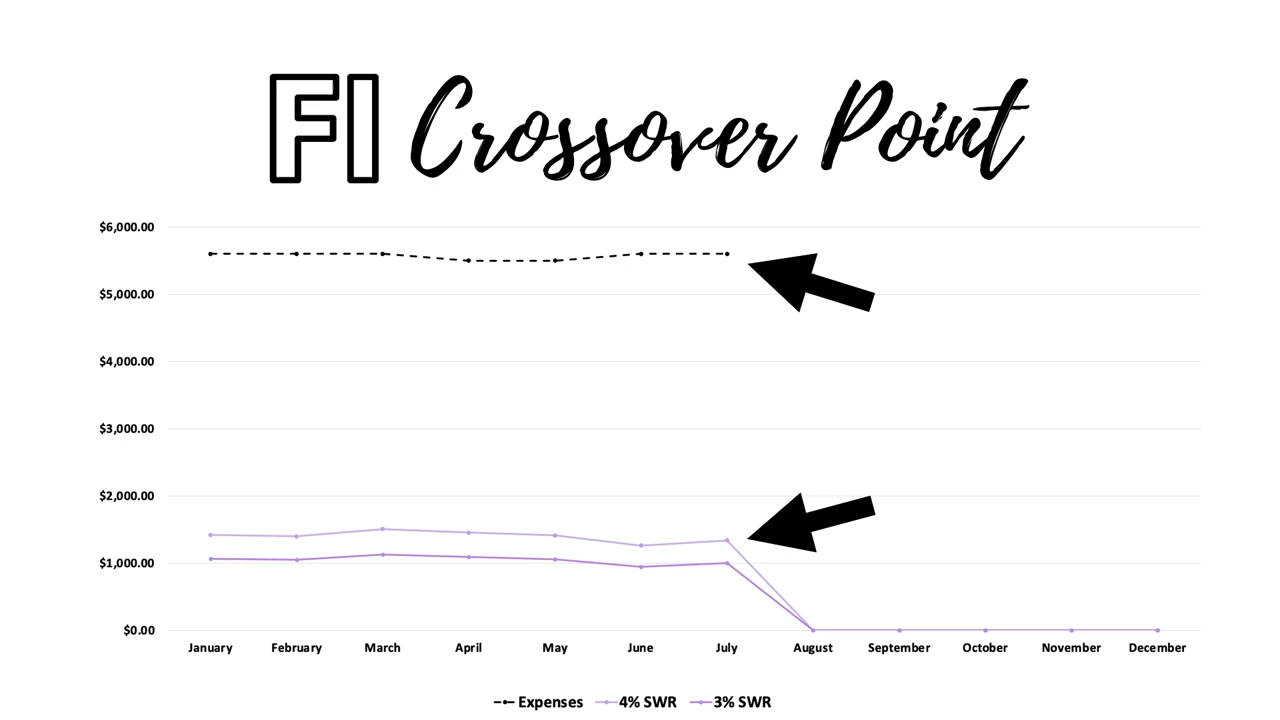 FI Crossover Point
$6,000.00
$5,000.00
$4,000.00
$3,000.00
$2,000.00
$1,000.00
$0.00
January February March April May June July August September October November December
Expenses 4% SWR 3% SWR